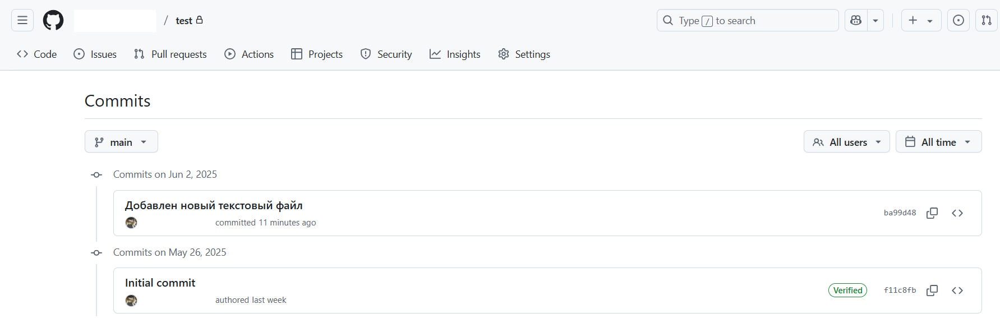 / test Type / to search
Code Issues Pull requests Actions Projects Security Insights Settings
Commits
main All users All time
Commits on Jun 2, 2025
Добавлен новый текстовый файл
committed 11 minutes ago ba99d48
Commits on May 26, 2025
Initial commit
authored last week Verified f11c8fb